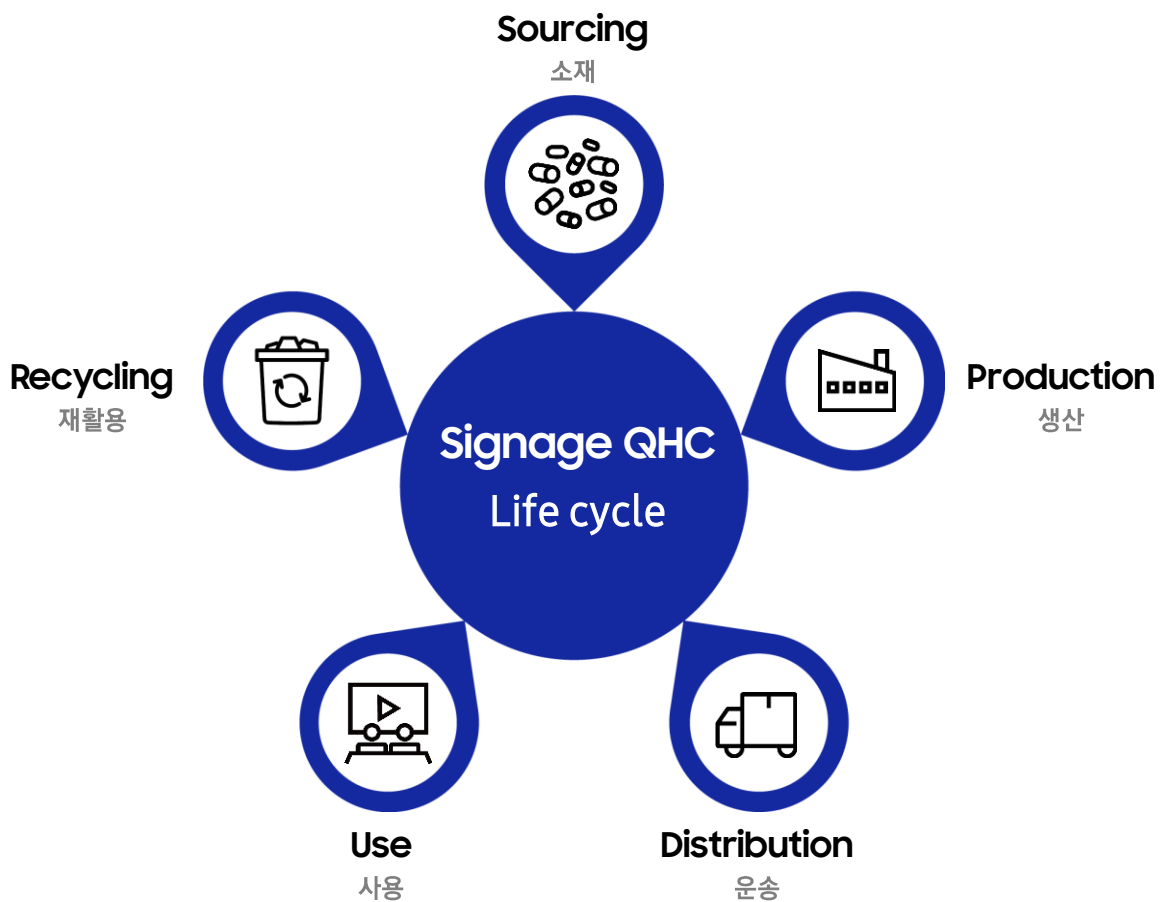 Sourcing
소재
Recycling
재활용
Production
생산
Signage QHC
Life cycle
Use
사용
Distribution
운송